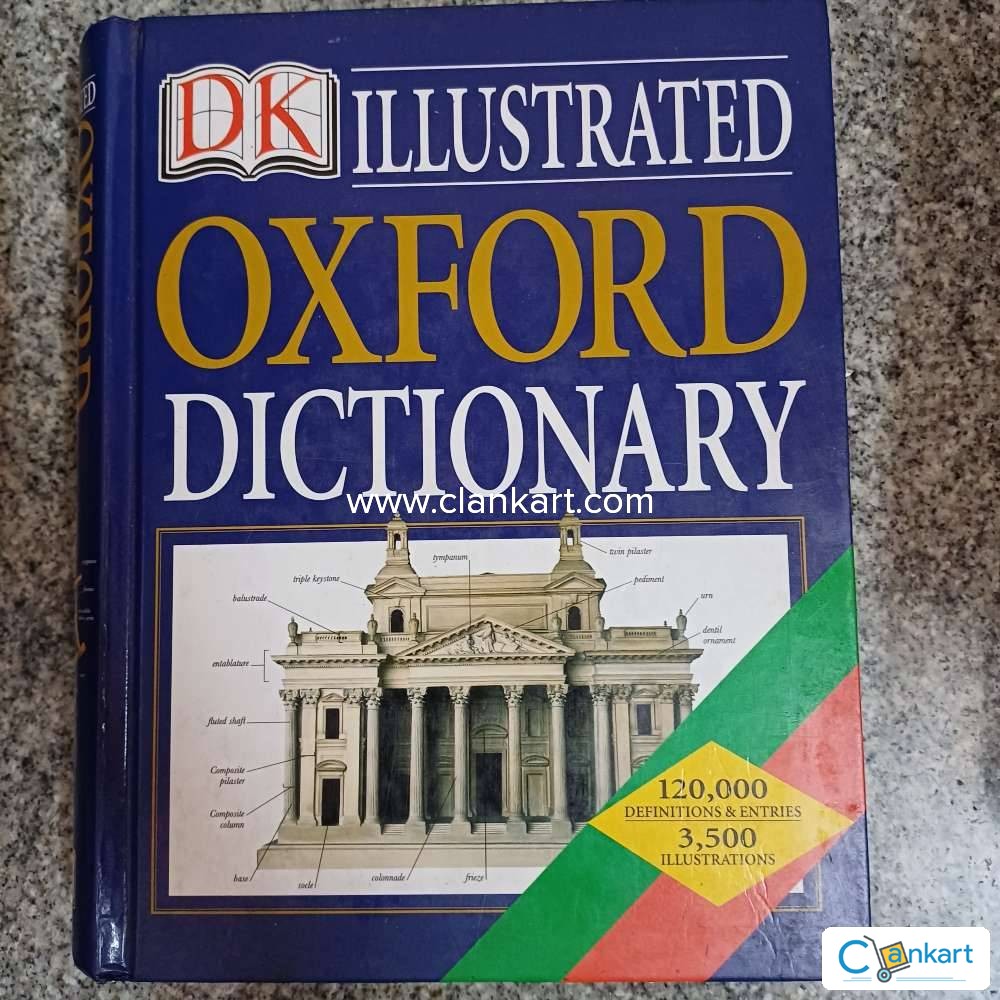 DK ILLUSTRATED
OXFORD
DICTIONARY
www.clankart.com
tympanum
twin pilaster
triple keystone
pediment
balustrade
urn
dentil
ornament
entablature
fluted shaft
Composite
pilaster
Composite
column
base
socle
colonnade
frieze
120,000
DEFINITIONS & ENTRIES
3,500
ILLUSTRATIONS
Clankart
ED
OXFORD